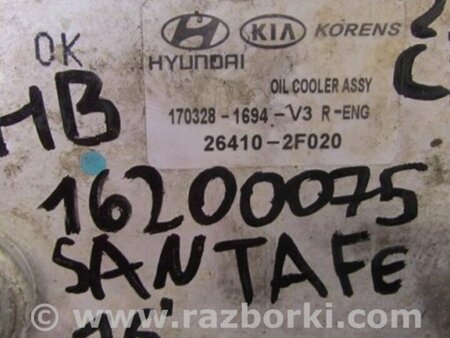 OK
HYUNDAI KIA KORENS
OIL COOLER ASSY
170328-1694-V3 R-ENG
26410-2F020
HB
16200075
SANTAFE
www.razborki.com